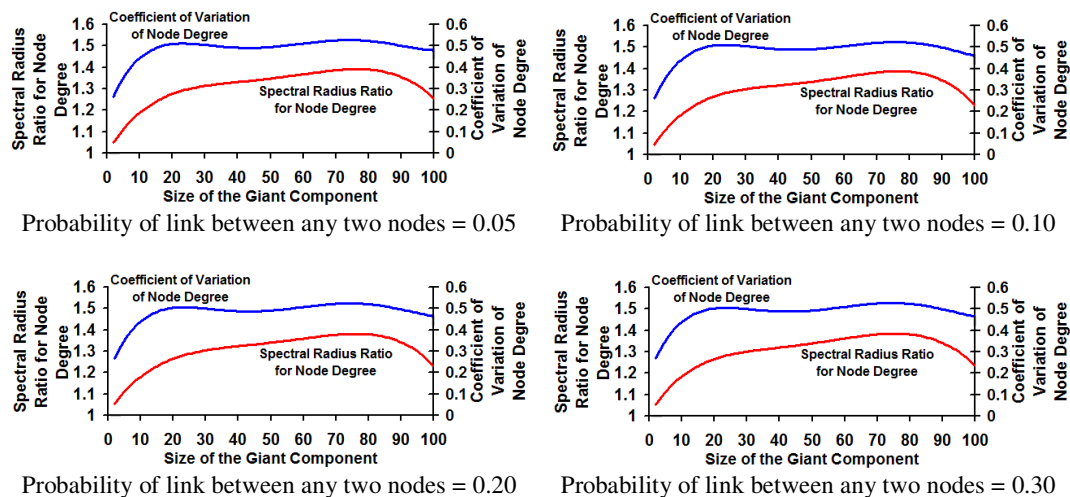 Coefficient of Variation
of Node Degree
Spectral Radius
Ratio for Node
Degree
1.6
1.5
1.4
1.3
1.2
1.1
1
0.6
0.5
0.4
0.3
0.2
0.1
0
Coefficient of
Variation of
Node Degree
Spectral Radius Ratio
for Node Degree
0 10 20 30 40 50 60 70 80 90 100
Size of the Giant Component
Probability of link between any two nodes = 0.05
Coefficient of Variation
of Node Degree
Spectral Radius
Ratio for Node
Degree
1.6
1.5
1.4
1.3
1.2
1.1
1
0.6
0.5
0.4
0.3
0.2
0.1
0
Coefficient of
Variation of
Node Degree
Spectral Radius Ratio
for Node Degree
0 10 20 30 40 50 60 70 80 90 100
Size of the Giant Component
Probability of link between any two nodes = 0.10
Coefficient of Variation
of Node Degree
Spectral Radius
Ratio for Node
Degree
1.6
1.5
1.4
1.3
1.2
1.1
1
0.6
0.5
0.4
0.3
0.2
0.1
0
Coefficient of
Variation of
Node Degree
Spectral Radius Ratio
for Node Degree
0 10 20 30 40 50 60 70 80 90 100
Size of the Giant Component
Probability of link between any two nodes = 0.20
Coefficient of Variation
of Node Degree
Spectral Radius
Ratio for Node
Degree
1.6
1.5
1.4
1.3
1.2
1.1
1
0.6
0.5
0.4
0.3
0.2
0.1
0
Coefficient of
Variation of
Node Degree
Spectral Radius Ratio
for Node Degree
0 10 20 30 40 50 60 70 80 90 100
Size of the Giant Component
Probability of link between any two nodes = 0.30